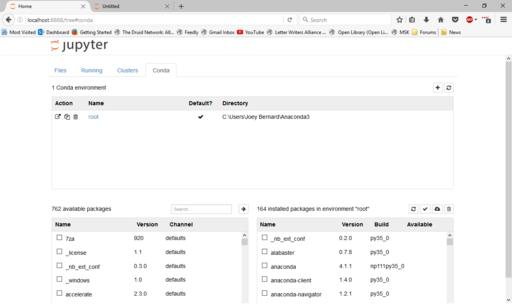 Home
Untitled
localhost:8888/tree#conda
Search
Most Visited Dashboard Getting Started The Druid Network: All... Feedly Gmail Inbox YouTube Letter Writers Alliance ... Open Library (Open Li... MSK Forums News
jupyter
Files Running Clusters Conda
1 Conda environment
Action Name Default? Directory
root C:\Users\Joey Bernard\Anaconda3
762 available packages
Search...
Name Version Channel
7za 920 defaults
_license 1.1 defaults
_nb_ext_conf 0.3.0 defaults
_windows 1.0 defaults
accelerate 2.3.0 defaults
164 installed packages in environment "root"
Name Version Build Available
_nb_ext_conf 0.2.0 py35_0
alabaster 0.7.8 py35_0
anaconda 4.1.1 np111py35_0
anaconda-client 1.4.0 py35_0
anaconda-navigator 1.2.1 py35_0